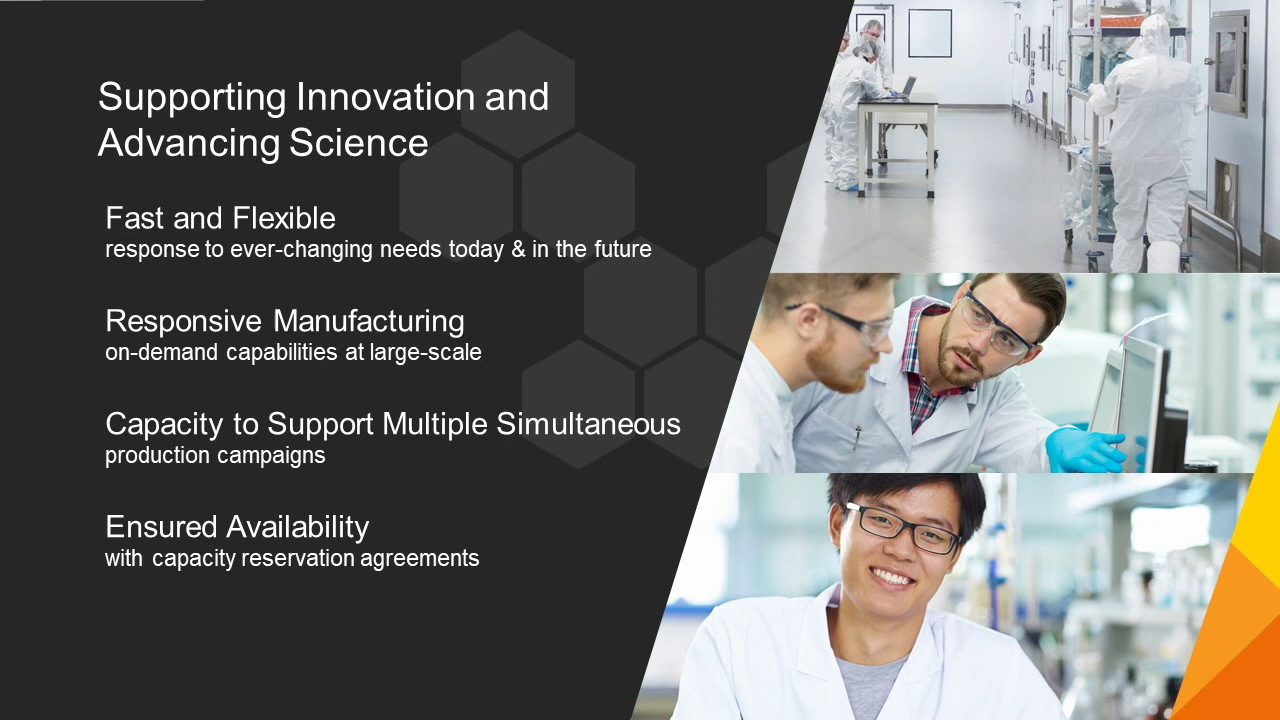 Supporting Innovation and
Advancing Science
Fast and Flexible
response to ever-changing needs today & in the future
Responsive Manufacturing
on-demand capabilities at large-scale
Capacity to Support Multiple Simultaneous
production campaigns
Ensured Availability
with capacity reservation agreements